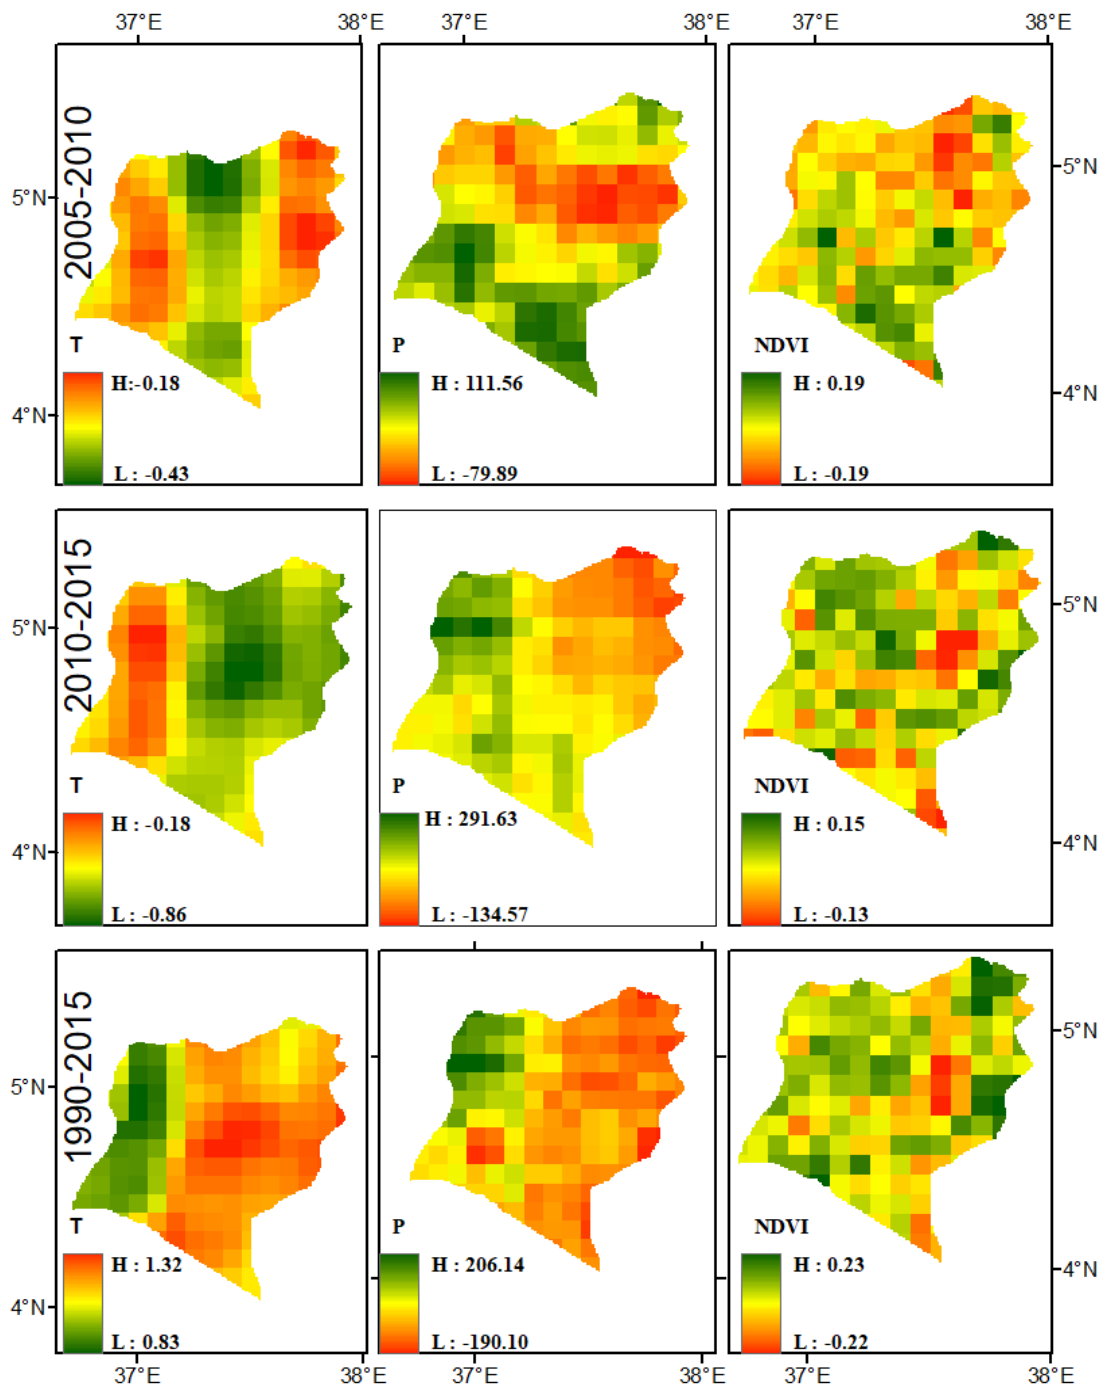 37°E 38°E 37°E 38°E 37°E 38°E
2005-2010
5°N
5°N
4°N
4°N
T
H:-0.18
L : -0.43
P
H : 111.56
L : -79.89
NDVI
H : 0.19
L : -0.19
2010-2015
5°N
5°N
4°N
4°N
T
H : -0.18
L : -0.86
P
H : 291.63
L : -134.57
NDVI
H : 0.15
L : -0.13
1990-2015
5°N
5°N
4°N
4°N
T
H : 1.32
L : 0.83
P
H : 206.14
L : -190.10
NDVI
H : 0.23
L : -0.22
37°E 38°E 37°E 38°E 37°E 38°E